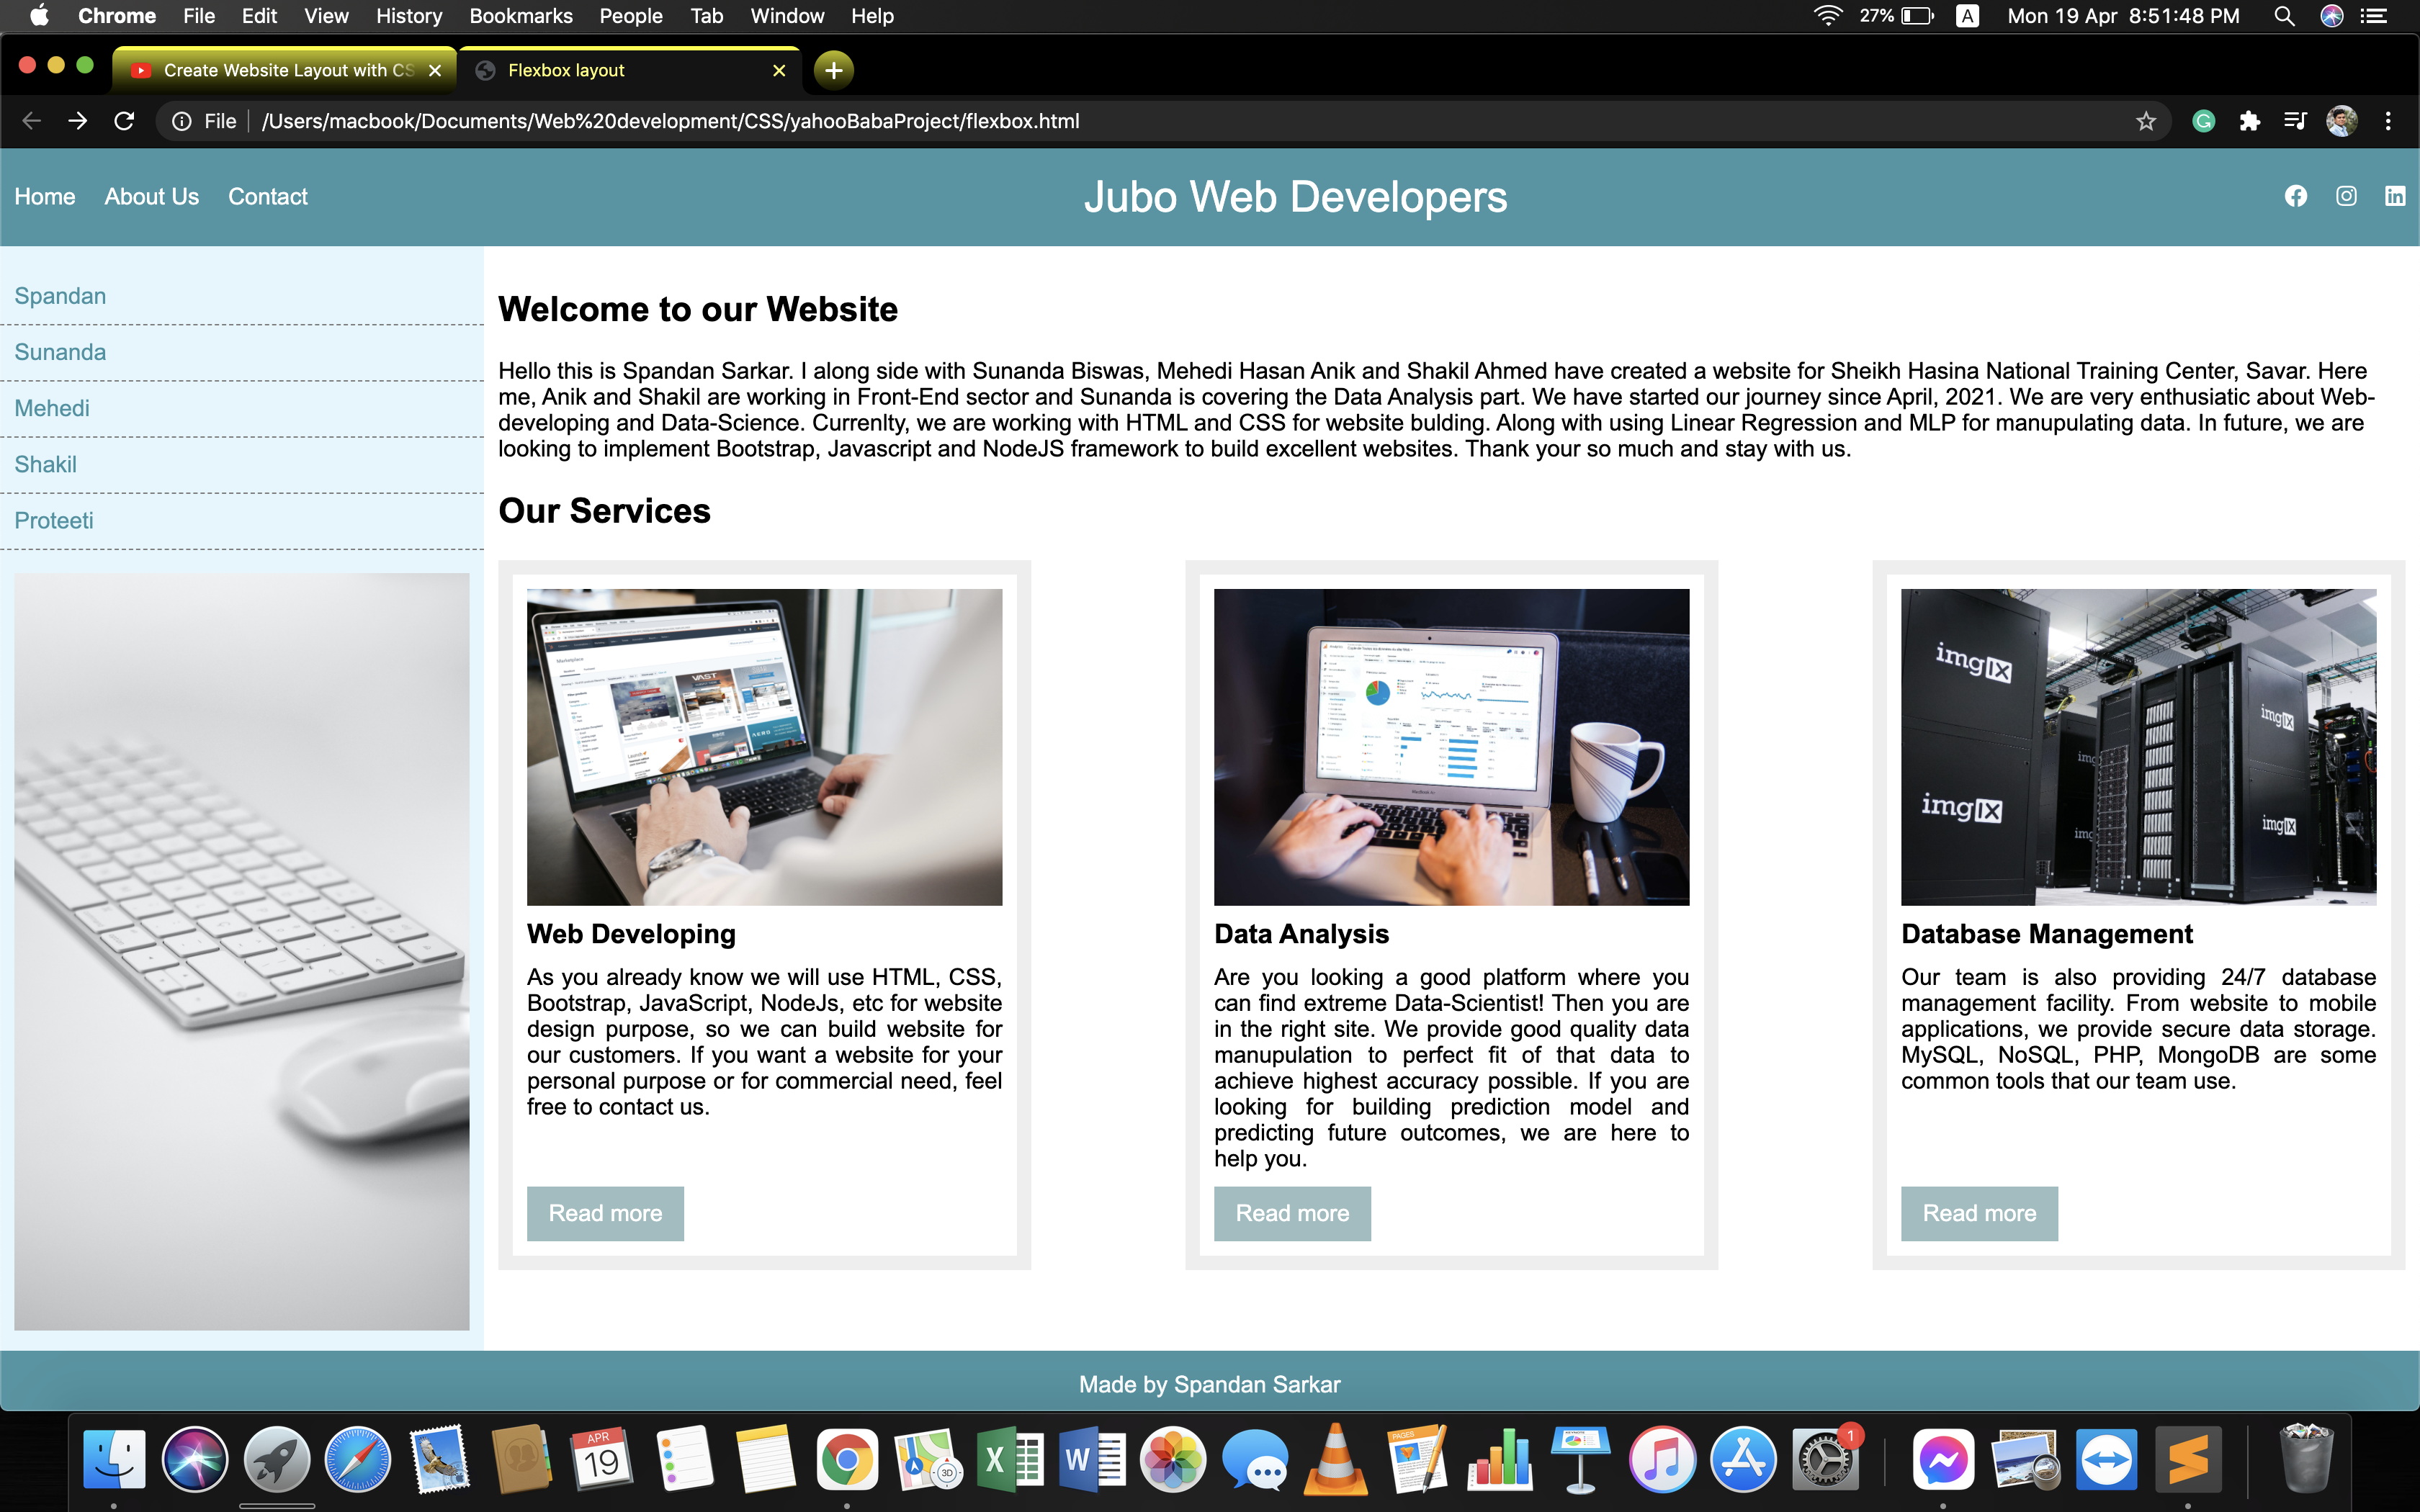 Chrome File Edit View History Bookmarks People Tab Window Help
27% A Mon 19 Apr 8:51:48 PM
Create Website Layout with CS
Flexbox layout
File /Users/macbook/Documents/Web%20development/CSS/yahooBabaProject/flexbox.html
Home About Us Contact
Jubo Web Developers
Spandan
Sunanda
Mehedi
Shakil
Proteeti
Welcome to our Website
Hello this is Spandan Sarkar. I along side with Sunanda Biswas, Mehedi Hasan Anik and Shakil Ahmed have created a website for Sheikh Hasina National Training Center, Savar. Here
me, Anik and Shakil are working in Front-End sector and Sunanda is covering the Data Analysis part. We have started our journey since April, 2021. We are very enthusiatic about Web-
developing and Data-Science. Currenlty, we are working with HTML and CSS for website bulding. Along with using Linear Regression and MLP for manupulating data. In future, we are
looking to implement Bootstrap, Javascript and NodeJS framework to build excellent websites. Thank your so much and stay with us.
Our Services
VAST
AERO
Web Developing
As you already know we will use HTML, CSS,
Bootstrap, JavaScript, NodeJs, etc for website
design purpose, so we can build website for
our customers. If you want a website for your
personal purpose or for commercial need, feel
free to contact us.
Read more
Data Analysis
Are you looking a good platform where you
can find extreme Data-Scientist! Then you are
in the right site. We provide good quality data
manupulation to perfect fit of that data to
achieve highest accuracy possible. If you are
looking for building prediction model and
predicting future outcomes, we are here to
help you.
Read more
imgIX
imgIX
imgIX
imgIX
Database Management
Our team is also providing 24/7 database
management facility. From website to mobile
applications, we provide secure data storage.
MySQL, NoSQL, PHP, MongoDB are some
common tools that our team use.
Read more
Made by Spandan Sarkar
APR
19
3D
X
W
PAGES
1